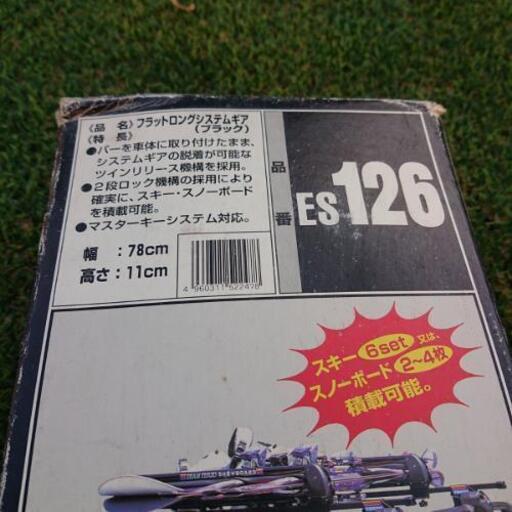 《品 名》フラットロングシステムギア
(ブラック)
《特 長》
●バーを車体に取り付けたまま、
システムギアの脱着が可能な
ツインリリース機構を採用。
●2段ロック機構の採用により
確実に、スキー・スノーボード
を積載可能。
●マスターキーシステム対応。
幅 :78cm
高さ:11cm
4 960311 522478
品番
ES126
スキー 6set 又は、
スノーボード 2~4枚
積載可能。